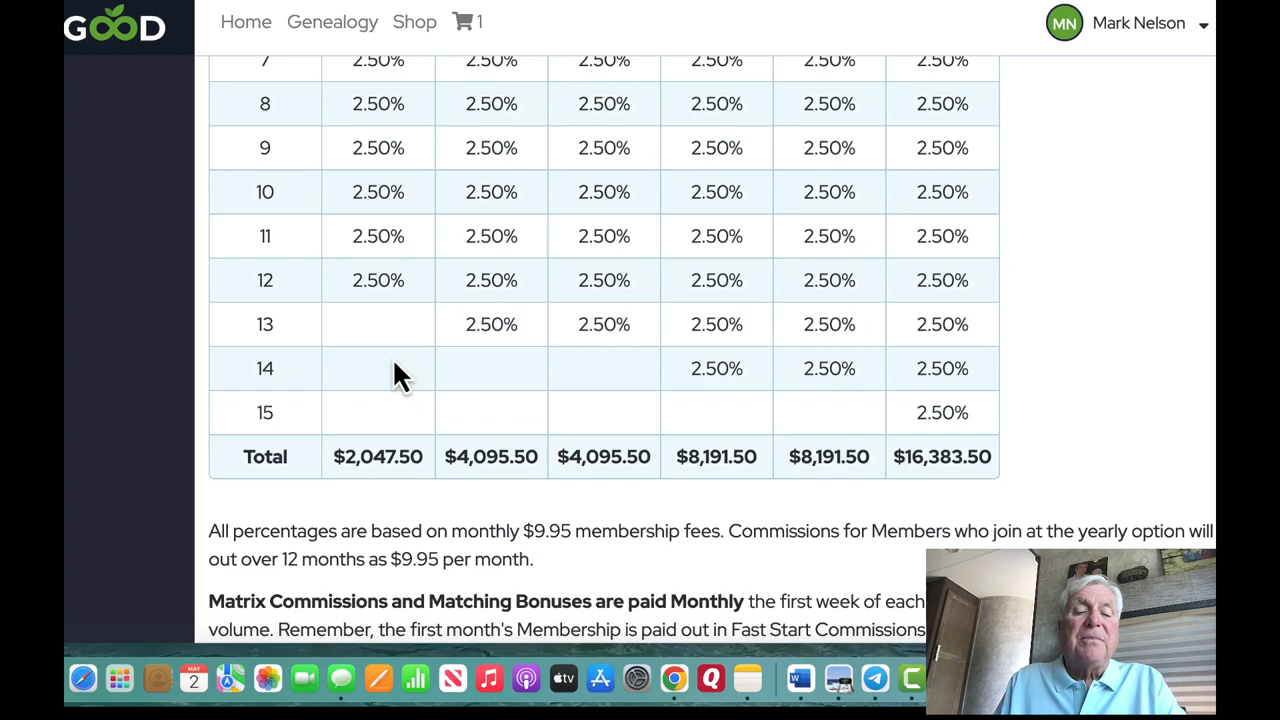 GOOD
Home Genealogy Shop 1
MN Mark Nelson
7 2.50% 2.50% 2.50% 2.50% 2.50% 2.50%
8 2.50% 2.50% 2.50% 2.50% 2.50% 2.50%
9 2.50% 2.50% 2.50% 2.50% 2.50% 2.50%
10 2.50% 2.50% 2.50% 2.50% 2.50% 2.50%
11 2.50% 2.50% 2.50% 2.50% 2.50% 2.50%
12 2.50% 2.50% 2.50% 2.50% 2.50% 2.50%
13 2.50% 2.50% 2.50% 2.50% 2.50%
14 2.50% 2.50% 2.50%
15 2.50%
Total $2,047.50 $4,095.50 $4,095.50 $8,191.50 $8,191.50 $16,383.50
All percentages are based on monthly $9.95 membership fees. Commissions for Members who join at the yearly option will
out over 12 months as $9.95 per month.
Matrix Commissions and Matching Bonuses are paid Monthly the first week of each
volume. Remember, the first month's Membership is paid out in Fast Start Commissions
MAY
2
tv